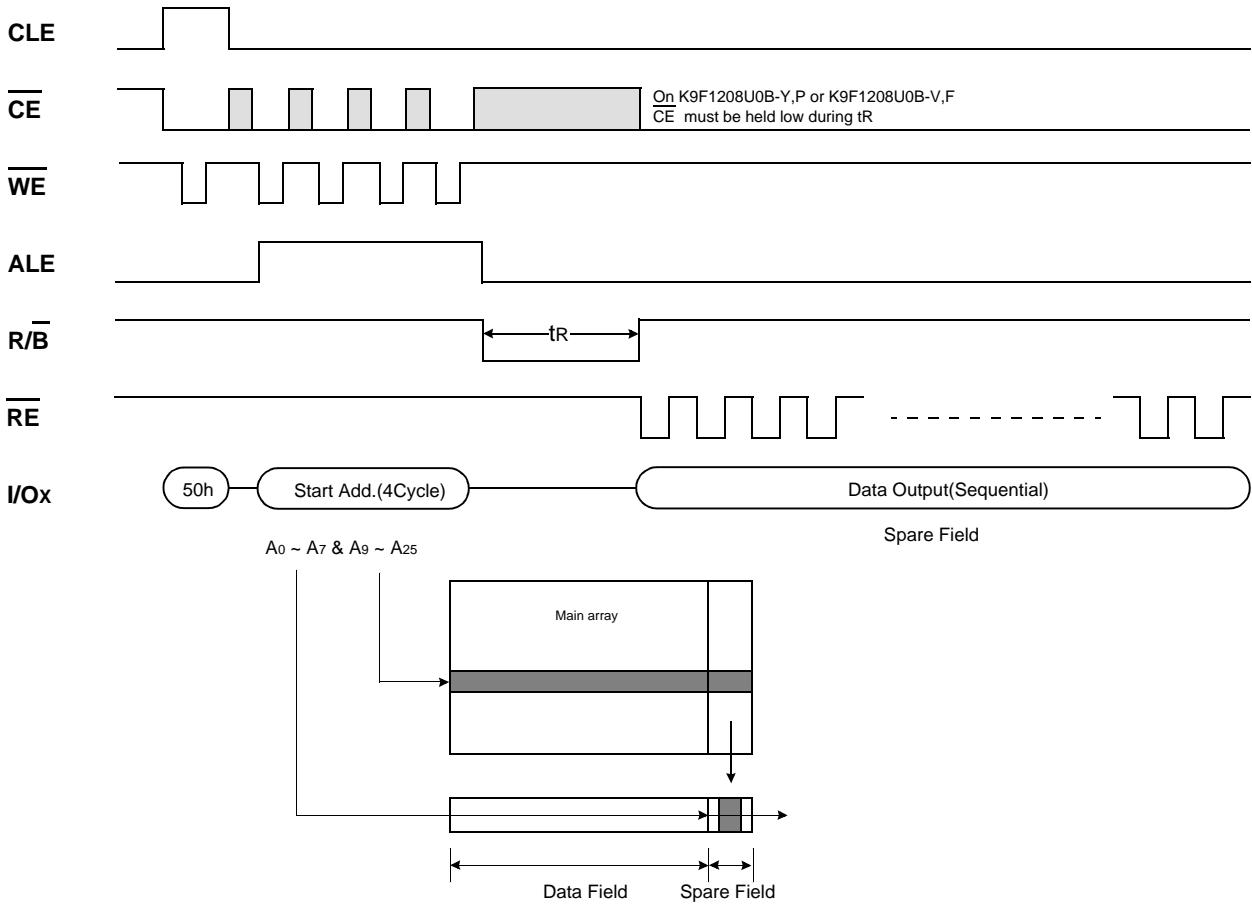 CLE
CE
On K9F1208U0B-Y,P or K9F1208U0B-V,F
CE must be held low during tR
WE
ALE
R/B
tR
RE
I/Ox
50h
Start Add.(4Cycle)
Data Output(Sequential)
A0 ~ A7 & A9 ~ A25
Spare Field
Main array
Data Field
Spare Field